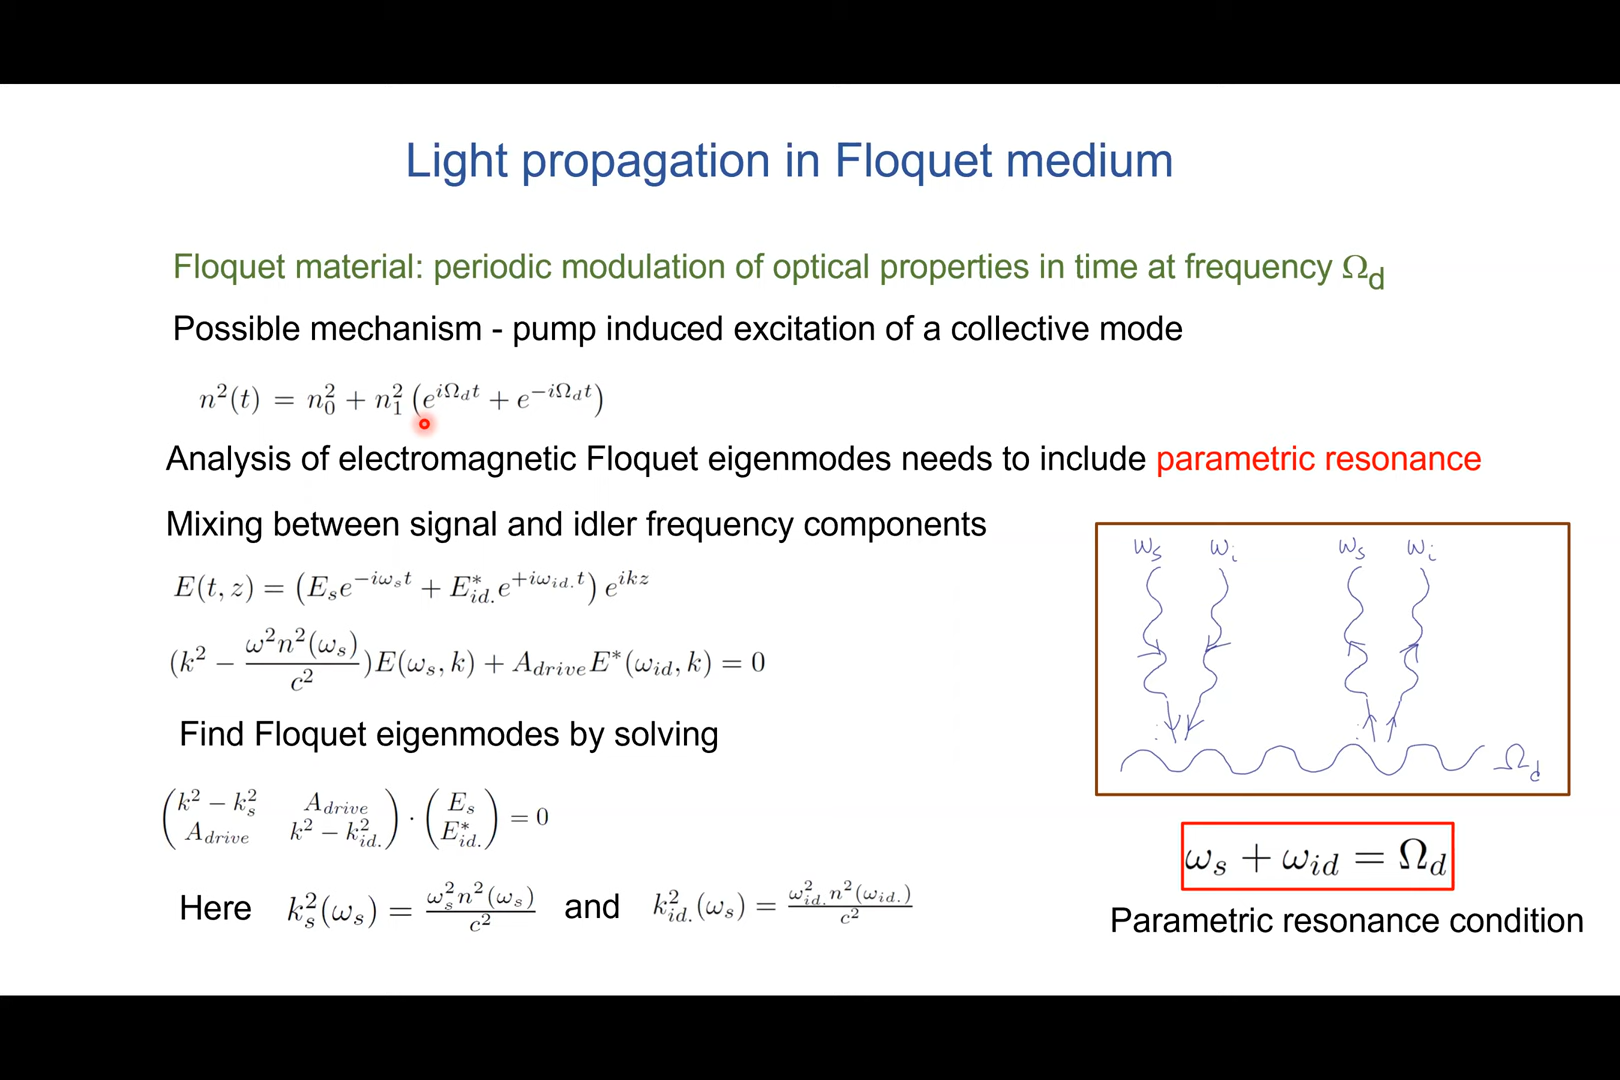 Light propagation in Floquet medium
Floquet material: periodic modulation of optical properties in time at frequency Ω_d
Possible mechanism - pump induced excitation of a collective mode
n²(t) = n₀² + n₁² (e^{iΩ_d t} + e^{-iΩ_d t})
Analysis of electromagnetic Floquet eigenmodes needs to include parametric resonance
Mixing between signal and idler frequency components
E(t, z) = (E_s e^{-iω_s t} + E*_{id.} e^{+iω_{id.} t}) e^{ikz}
(k² - ω²n²(ω_s)/c²)E(ω_s, k) + A_{drive}E*(ω_{id}, k) = 0
Find Floquet eigenmodes by solving
(k² - k_s² A_{drive}
A_{drive} k² - k²_{id.}) · (E_s
E*_{id.}) = 0
Here k_s²(ω_s) = ω_s² n²(ω_s)/c² and k²_{id.}(ω_s) = ω²_{id.} n²(ω_{id.})/c²
ω_s ω_i ω_s ω_i
Ω_d
ω_s + ω_{id} = Ω_d
Parametric resonance condition